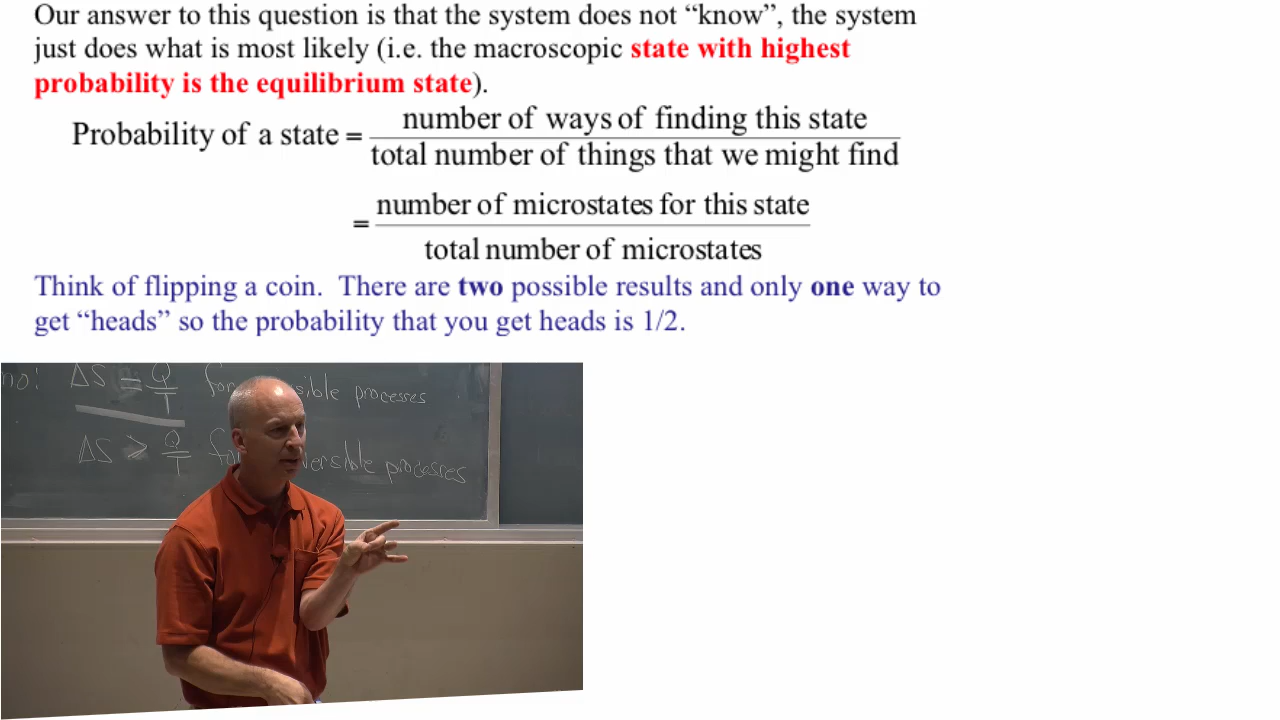 Our answer to this question is that the system does not “know”, the system
just does what is most likely (i.e. the macroscopic state with highest
probability is the equilibrium state).
Probability of a state = number of ways of finding this state
total number of things that we might find
= number of microstates for this state
total number of microstates
Think of flipping a coin. There are two possible results and only one way to
get “heads” so the probability that you get heads is 1/2.
ΔS = Q/T for processes
ΔS > Q/T processes